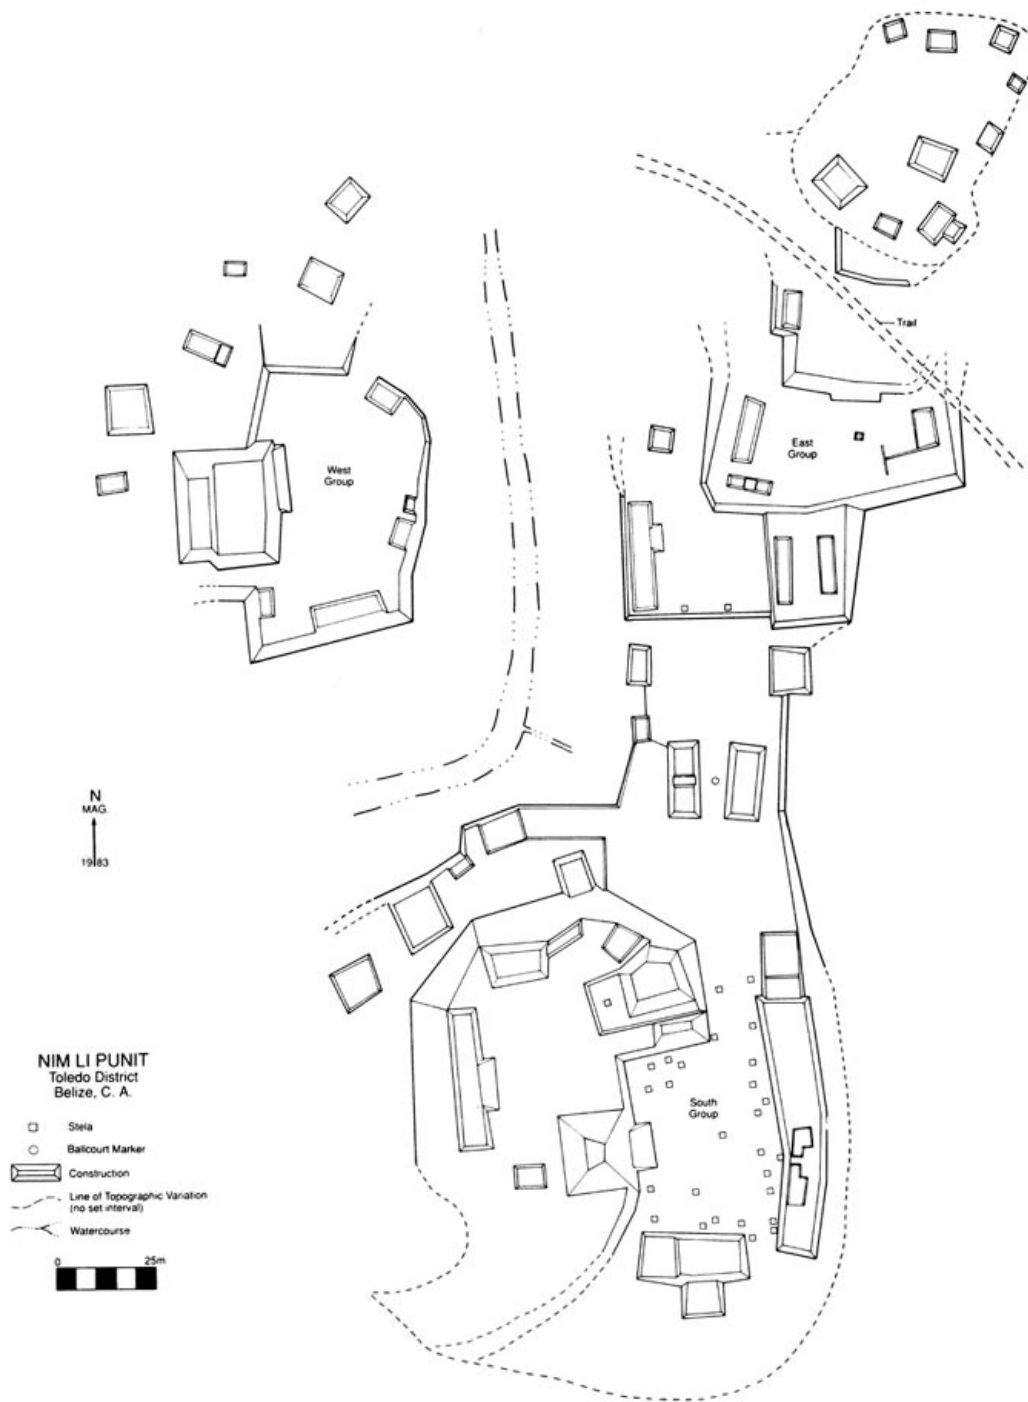 Trail
East
Group
West
Group
N
MAG.
1983
South
Group
NIM LI PUNIT
Toledo District
Belize, C. A.
Stela
Ballcourt Marker
Construction
Line of Topographic Variation
(no set interval)
Watercourse
0 25m